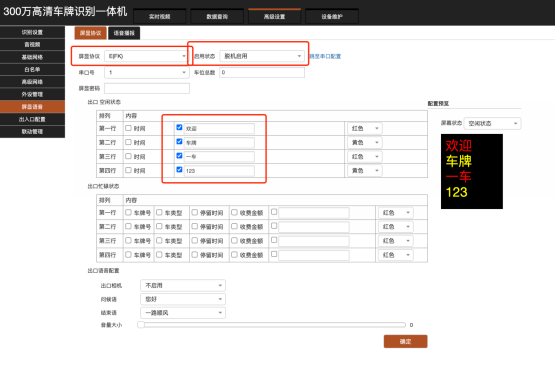 300万高清车牌识别一体机
实时视频 数据查询 高级设置 设备维护
识别设置
音视频
基础网络
白名单
高级网络
外设管理
屏显语音
出入口配置
联动管理
屏显协议 语音播报
屏显协议 E(FK) 启用状态 脱机启用 跳至串口配置
串口号 1 车位总数 0
屏显密码
出口 空闲状态
排列 内容
第一行 时间 欢迎 红色
第二行 时间 车牌 黄色
第三行 时间 一车 红色
第四行 时间 123 黄色
出口忙碌状态
排列 内容
第一行 车牌号 车类型 停留时间 收费金额 红色
第二行 车牌号 车类型 停留时间 收费金额 红色
第三行 车牌号 车类型 停留时间 收费金额 红色
第四行 车牌号 车类型 停留时间 收费金额 红色
出口语音配置
出口相机 不启用
问候语 您好
结束语 一路顺风
音量大小 0
确定
配置预览
屏幕状态 空闲状态
欢迎
车牌
一车
123